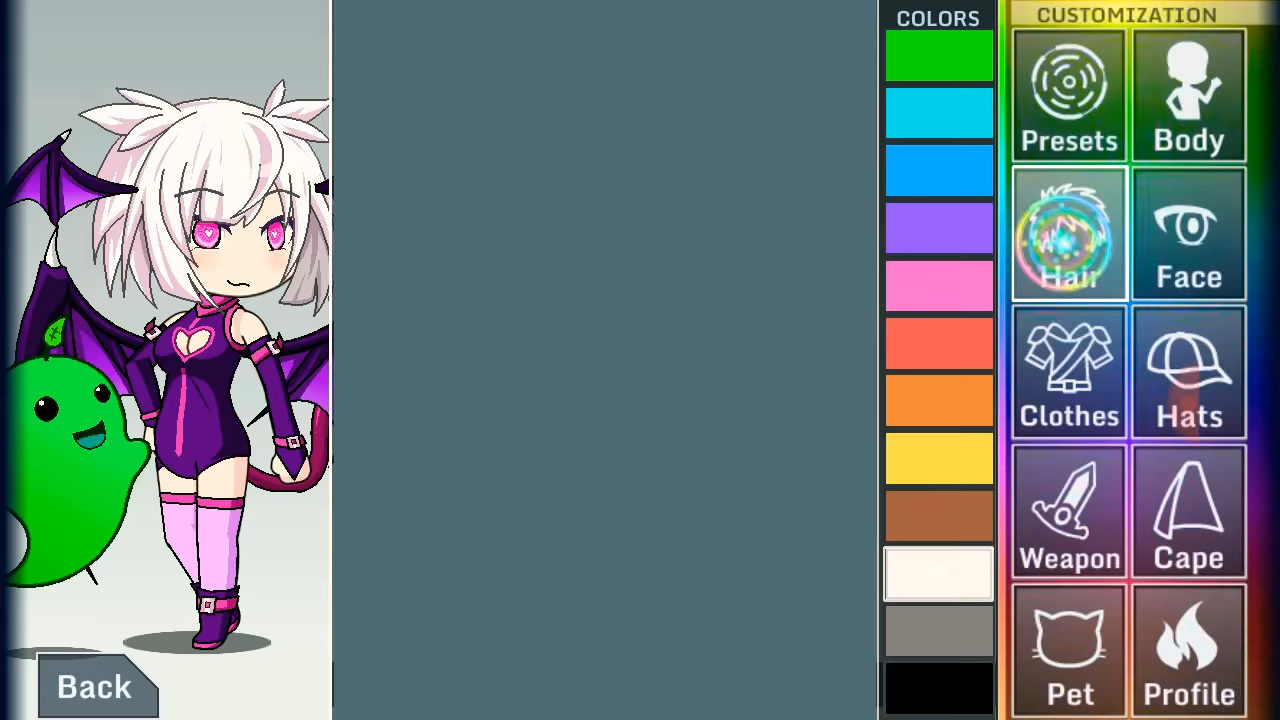 COLORS
CUSTOMIZATION
Presets
Body
Hair
Face
Clothes
Hats
Weapon
Cape
Pet
Profile
Back